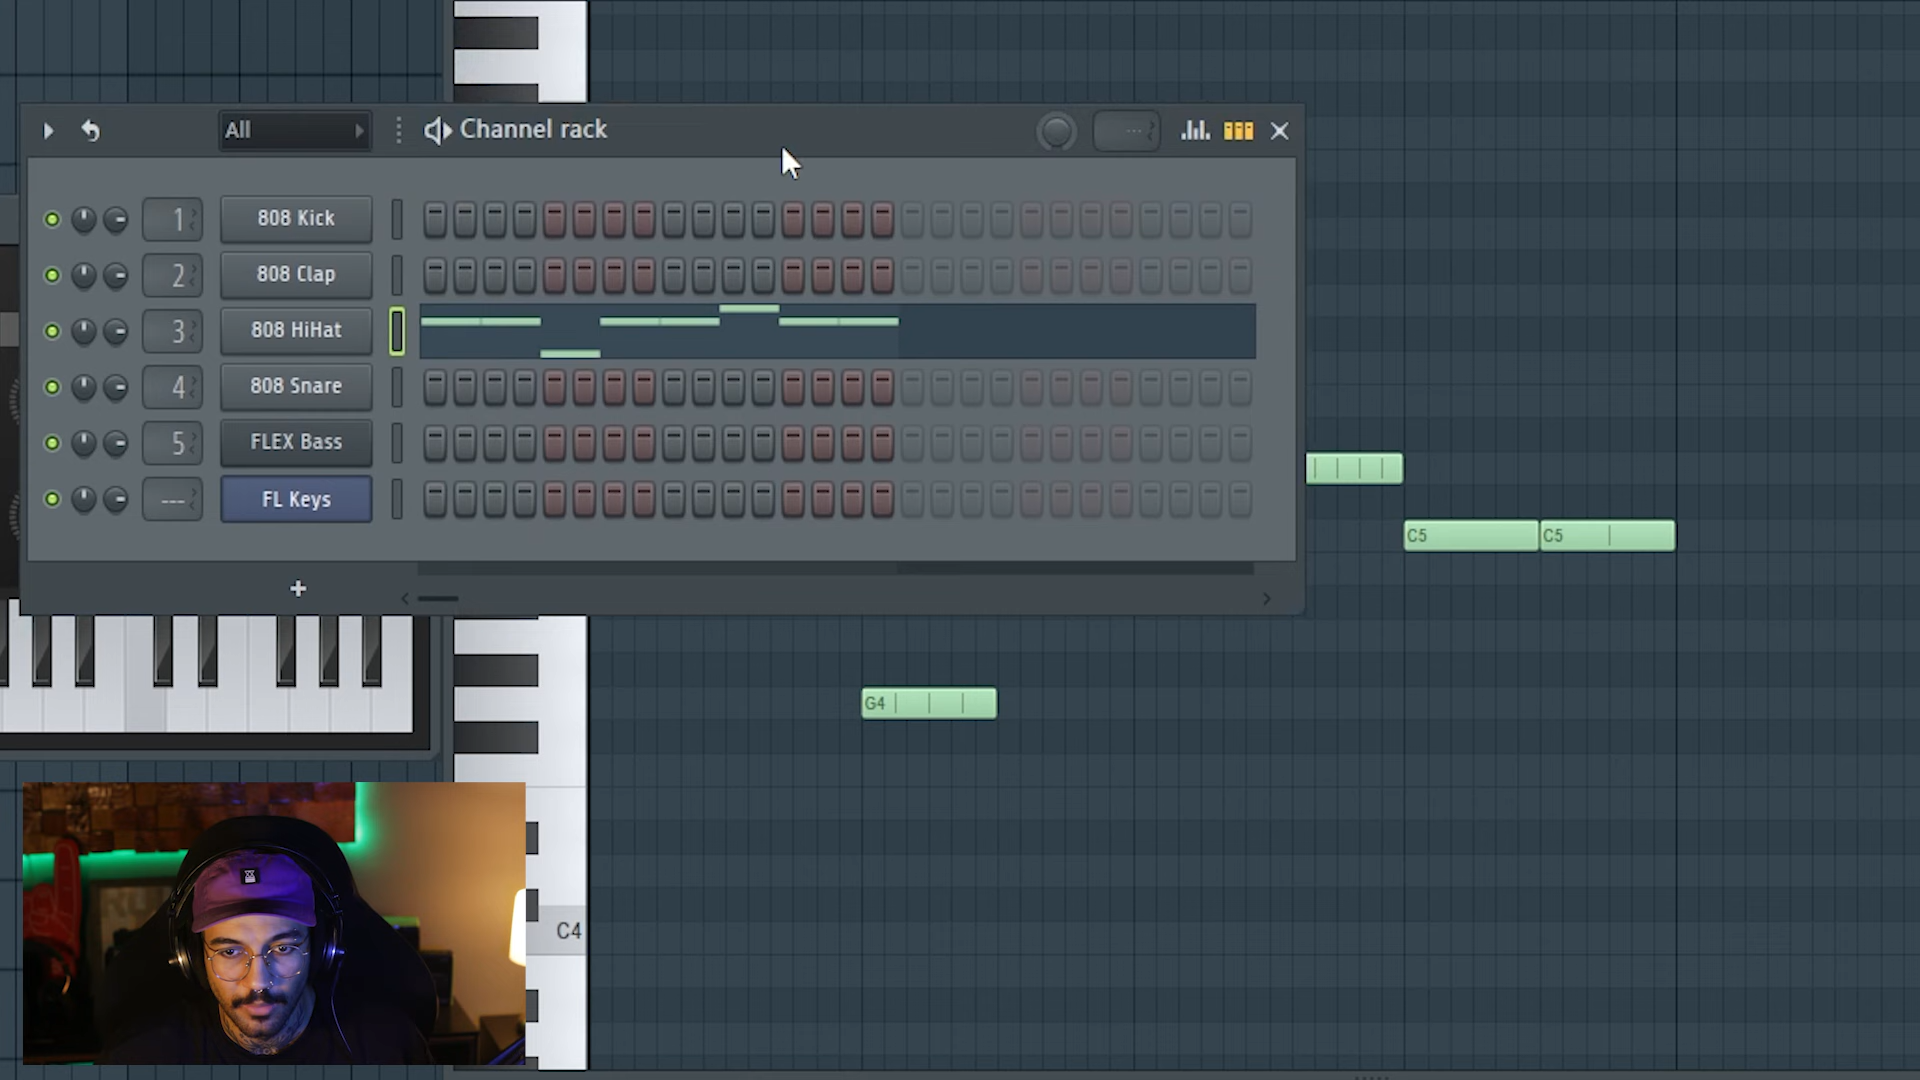 All
Channel rack
1 808 Kick
2 808 Clap
3 808 HiHat
4 808 Snare
5 FLEX Bass
--- FL Keys
+
C5 C5
G4
C4